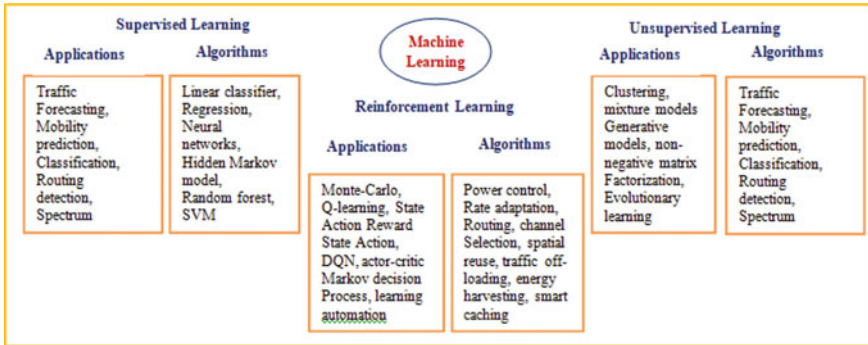 Supervised Learning
Applications
Algorithms
Traffic
Forecasting,
Mobility
prediction,
Classification,
Routing
detection,
Spectrum
Linear classifier,
Regression,
Neural
networks,
Hidden Markov
model,
Random forest,
SVM
Machine
Learning
Reinforcement Learning
Applications
Algorithms
Monte-Carlo,
Q-learning, State
Action Reward
State Action,
DQN, actor-critic
Markov decision
Process, learning
automation
Power control,
Rate adaptation,
Routing, channel
Selection, spatial
reuse, traffic off-
loading, energy
harvesting, smart
caching
Unsupervised Learning
Applications
Algorithms
Clustering,
mixture models
Generative
models, non-
negative matrix
Factorization,
Evolutionary
learning
Traffic
Forecasting,
Mobility
prediction,
Classification,
Routing
detection,
Spectrum